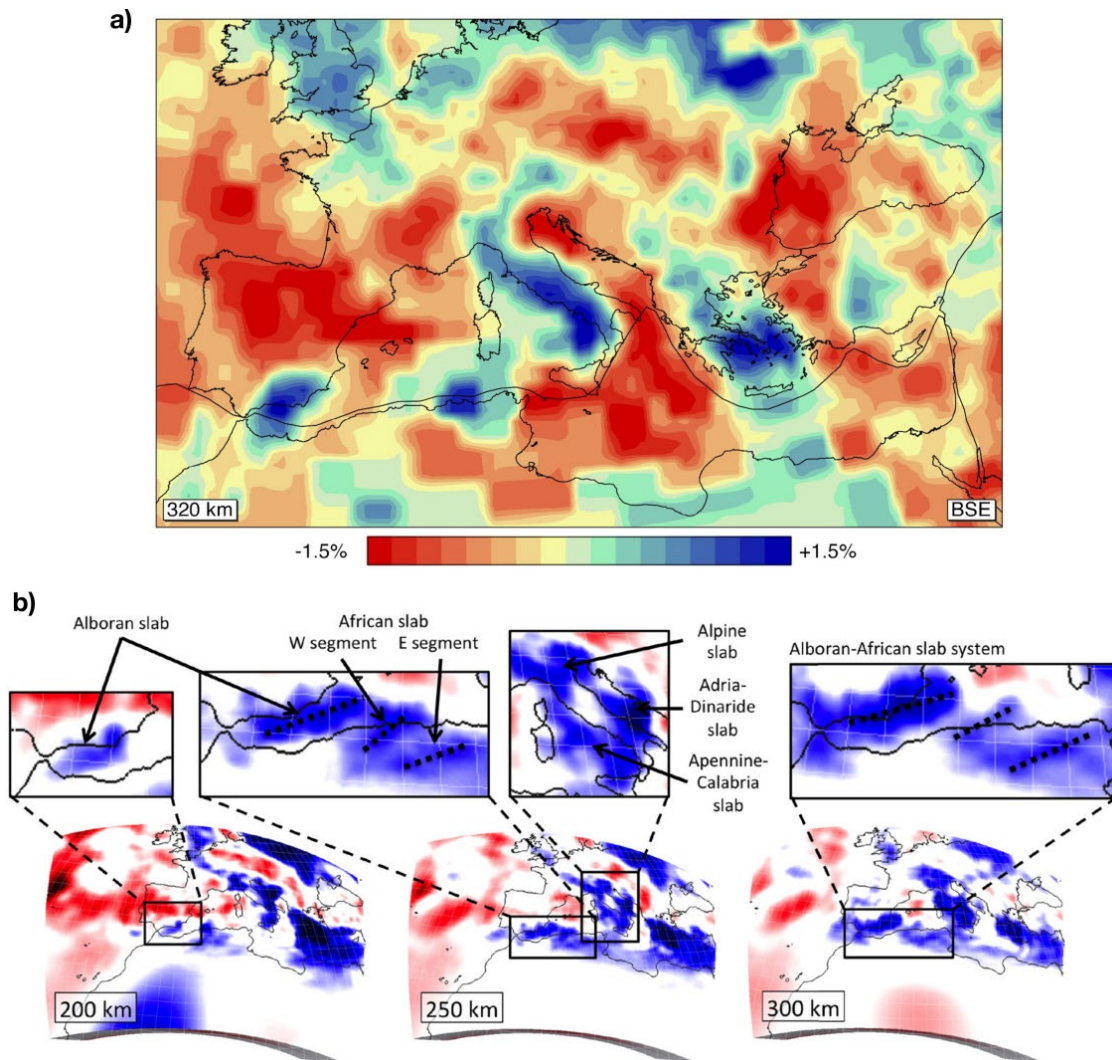 a)
320 km
BSE
-1.5%
+1.5%
b)
Alboran slab
African slab
W segment E segment
Alpine
slab
Adria-
Dinaride
slab
Apennine-
Calabria
slab
Alboran-African slab system
200 km
250 km
300 km